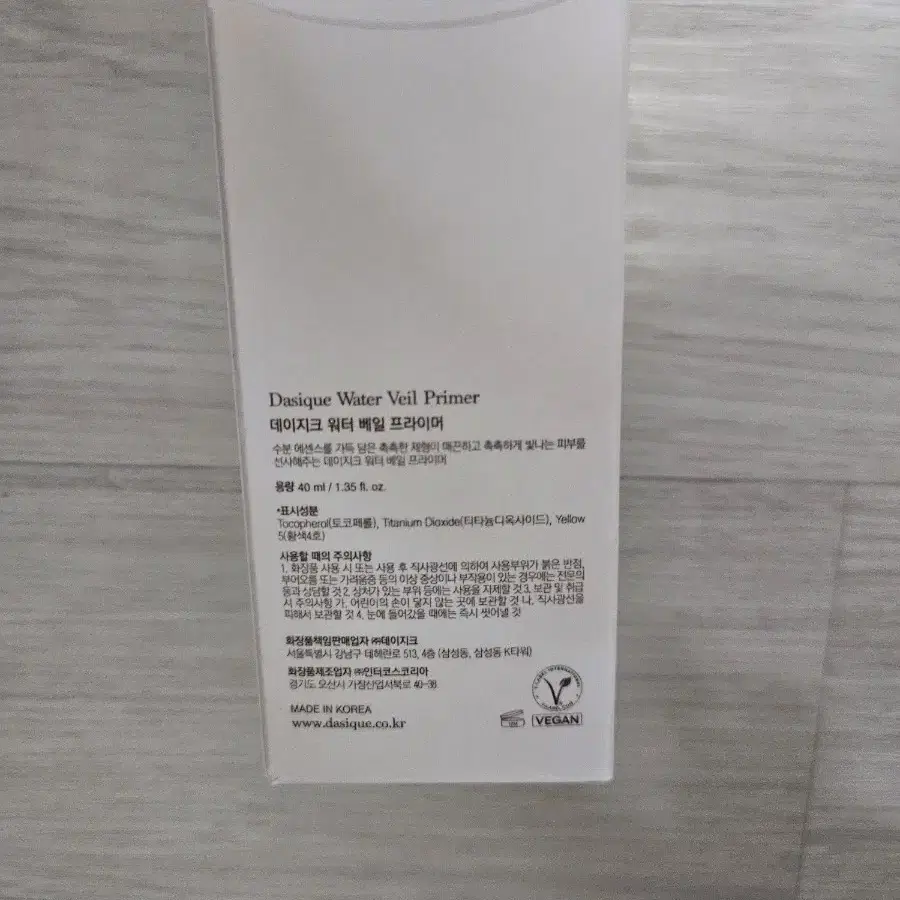 Dasique Water Veil Primer
데이지크 워터 베일 프라이머
수분 에센스를 가득 담은 촉촉한 제형이 매끈하고 촉촉하게 빛나는 피부를
선사해주는 데이지크 워터 베일 프라이머
용량 40 ml / 1.35 fl. oz.
*표시성분
Tocopherol(토코페롤), Titanium Dioxide(티타늄디옥사이드), Yellow
5(황색4호)
사용할 때의 주의사항
1. 화장품 사용 시 또는 사용 후 직사광선에 의하여 사용부위가 붉은 반점,
부어오름 또는 가려움증 등의 이상 증상이나 부작용이 있는 경우에는 전문의
등과 상담할 것 2. 상처가 있는 부위 등에는 사용을 자제할 것 3. 보관 및 취급
시 주의사항 가. 어린이의 손이 닿지 않는 곳에 보관할 것 나. 직사광선을
피해서 보관할 것 4. 눈에 들어갔을 때에는 즉시 씻어낼 것
화장품책임판매업자 ㈜데이지크
서울특별시 강남구 테헤란로 513, 4층 (삼성동, 삼성동 K타워)
화장품제조업자 ㈜인터코스코리아
경기도 오산시 가장산업서북로 40-38
MADE IN KOREA
www.dasique.co.kr
VEGAN